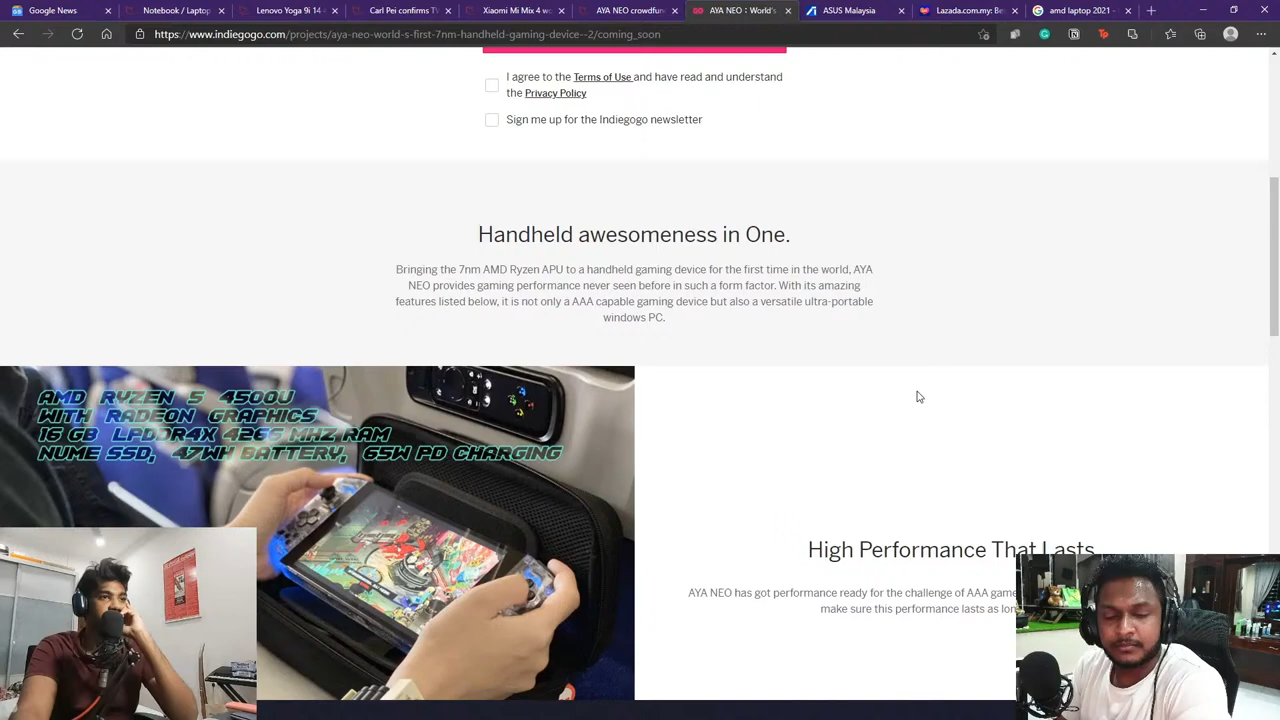 Google News
Notebook / Laptop
Lenovo Yoga 9i 14
Carl Pei confirms T
Xiaomi Mi Mix 4 w
AYA NEO crowdfun
AYA NEO : World's
ASUS Malaysia
Lazada.com.my: Be
amd laptop 2021 -
https://www.indiegogo.com/projects/aya-neo-world-s-first-7nm-handheld-gaming-device--2/coming_soon
I agree to the Terms of Use and have read and understand
the Privacy Policy
Sign me up for the Indiegogo newsletter
Handheld awesomeness in One.
Bringing the 7nm AMD Ryzen APU to a handheld gaming device for the first time in the world, AYA
NEO provides gaming performance never seen before in such a form factor. With its amazing
features listed below, it is not only a AAA capable gaming device but also a versatile ultra-portable
windows PC.
AMD RYZEN 5 4500U
WITH RADEON GRAPHICS
16 GB LPDDR4X 4266 MHZ RAM
NVME SSD, 47WH BATTERY, 65W PD CHARGING
High Performance That Lasts
AYA NEO has got performance ready for the challenge of AAA game
make sure this performance lasts as lon